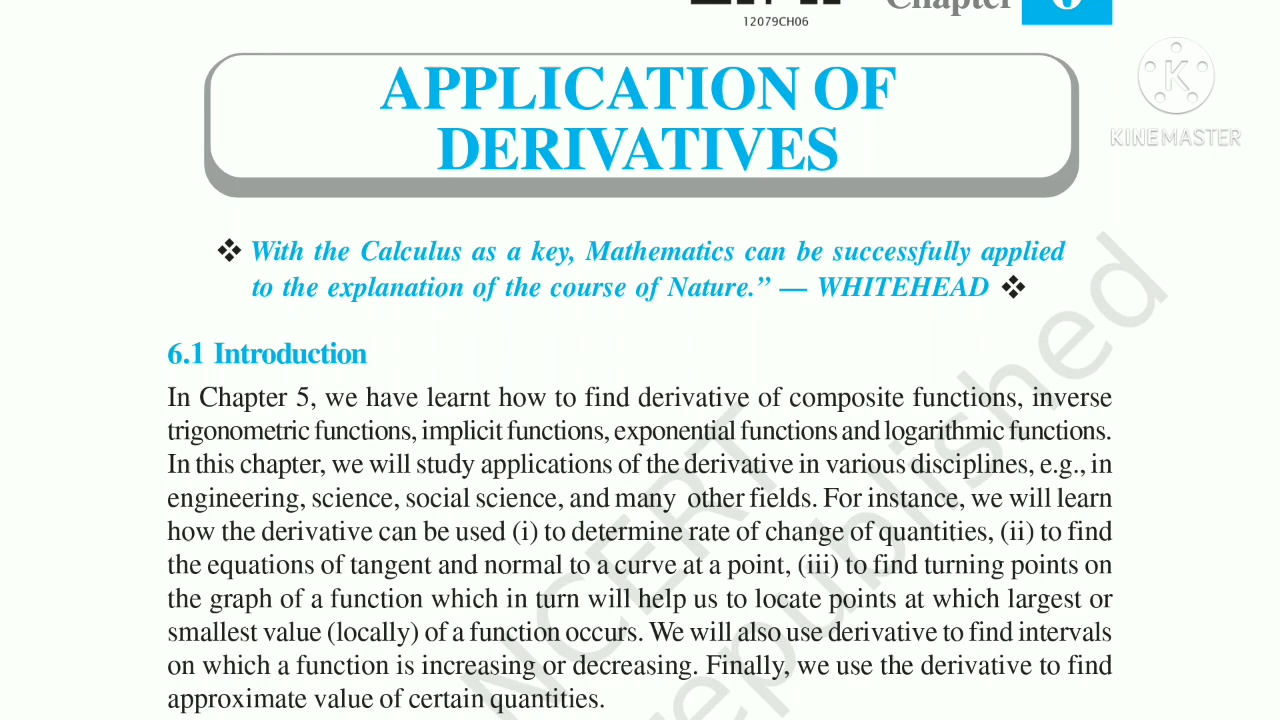 12079CH06
Chapter 6
APPLICATION OF
DERIVATIVES
K
KINEMASTER
❖ With the Calculus as a key, Mathematics can be successfully applied
to the explanation of the course of Nature.” — WHITEHEAD ❖
6.1 Introduction
In Chapter 5, we have learnt how to find derivative of composite functions, inverse
trigonometric functions, implicit functions, exponential functions and logarithmic functions.
In this chapter, we will study applications of the derivative in various disciplines, e.g., in
engineering, science, social science, and many other fields. For instance, we will learn
how the derivative can be used (i) to determine rate of change of quantities, (ii) to find
the equations of tangent and normal to a curve at a point, (iii) to find turning points on
the graph of a function which in turn will help us to locate points at which largest or
smallest value (locally) of a function occurs. We will also use derivative to find intervals
on which a function is increasing or decreasing. Finally, we use the derivative to find
approximate value of certain quantities.
NCERT
republished